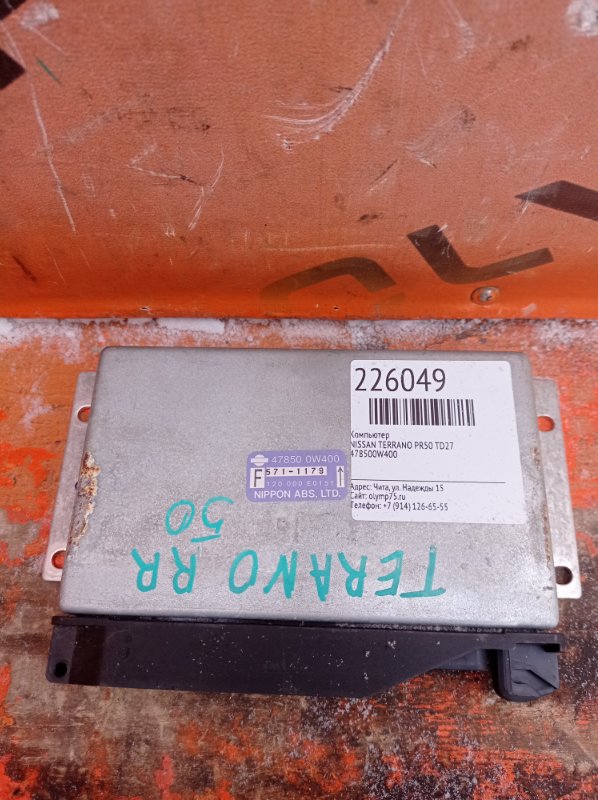 226049
Компьютер
NISSAN TERRANO PR50 TD27
478500W400
Адрес: Чита, ул. Надежды 15
Сайт: olymp75.ru
Телефон: +7 (914) 126-65-55
47850 0W400
F 571-1179
120 000 E0151
NIPPON ABS, LTD.
TERANO RR
50